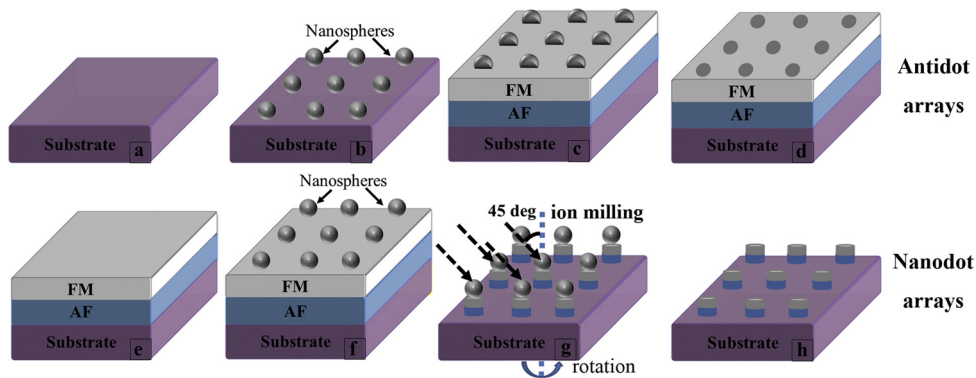 Nanospheres
Substrate a
Substrate b
FM
AF
Substrate c
FM
AF
Substrate d
Antidot
arrays
Nanospheres
FM
AF
Substrate e
FM
AF
Substrate f
45 deg ion milling
Substrate g
rotation
Substrate h
Nanodot
arrays